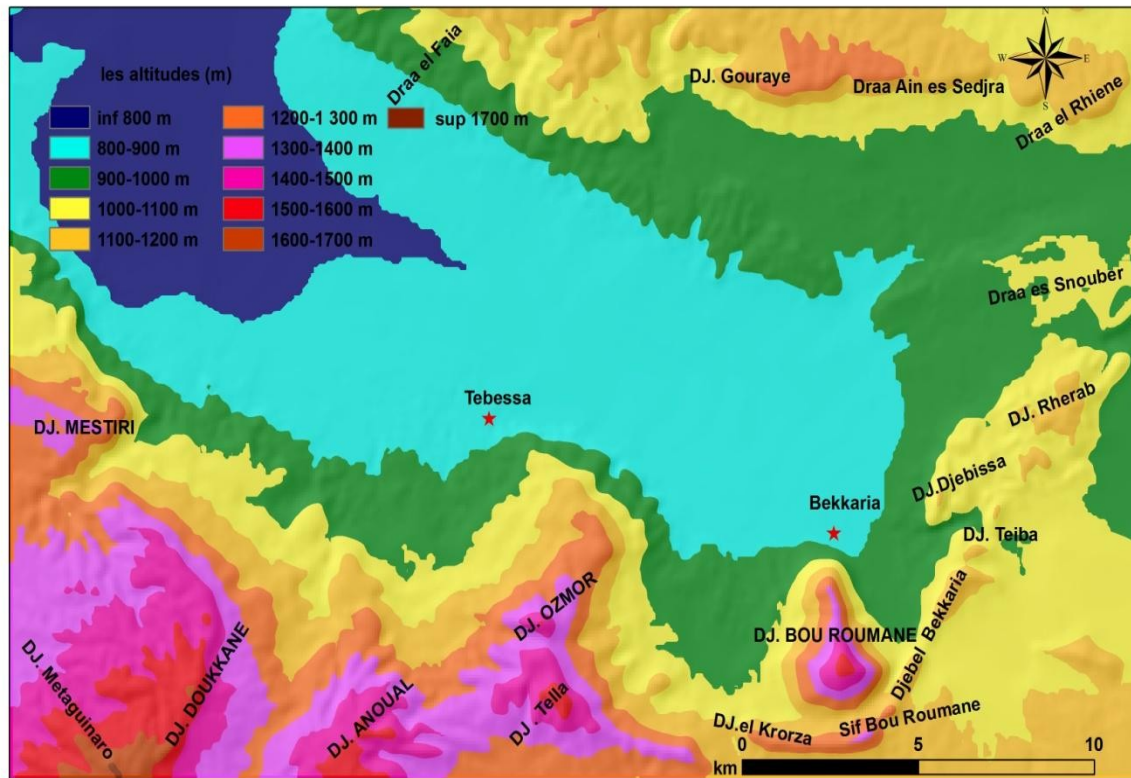 N
W E
S
les altitudes (m)
inf 800 m
800-900 m
900-1000 m
1000-1100 m
1100-1200 m
1200-1 300 m
1300-1400 m
1400-1500 m
1500-1600 m
1600-1700 m
sup 1700 m
Draa el Faia
DJ. Gouraye
Draa Ain es Sedjra
Draa el Rhiene
Draa es Snouber
Tebessa
DJ. MESTIRI
DJ. Rherab
DJ.Djebissa
Bekkaria
DJ. Teiba
DJ. OZMOR
DJ. BOU ROUMANE
Djebel Bekkaria
DJ. Metaguinaro
DJ. DOUKKANE
DJ. ANOUAL
DJ . Tella
DJ.el Krorza
Sif Bou Roumane
0 5 10
km